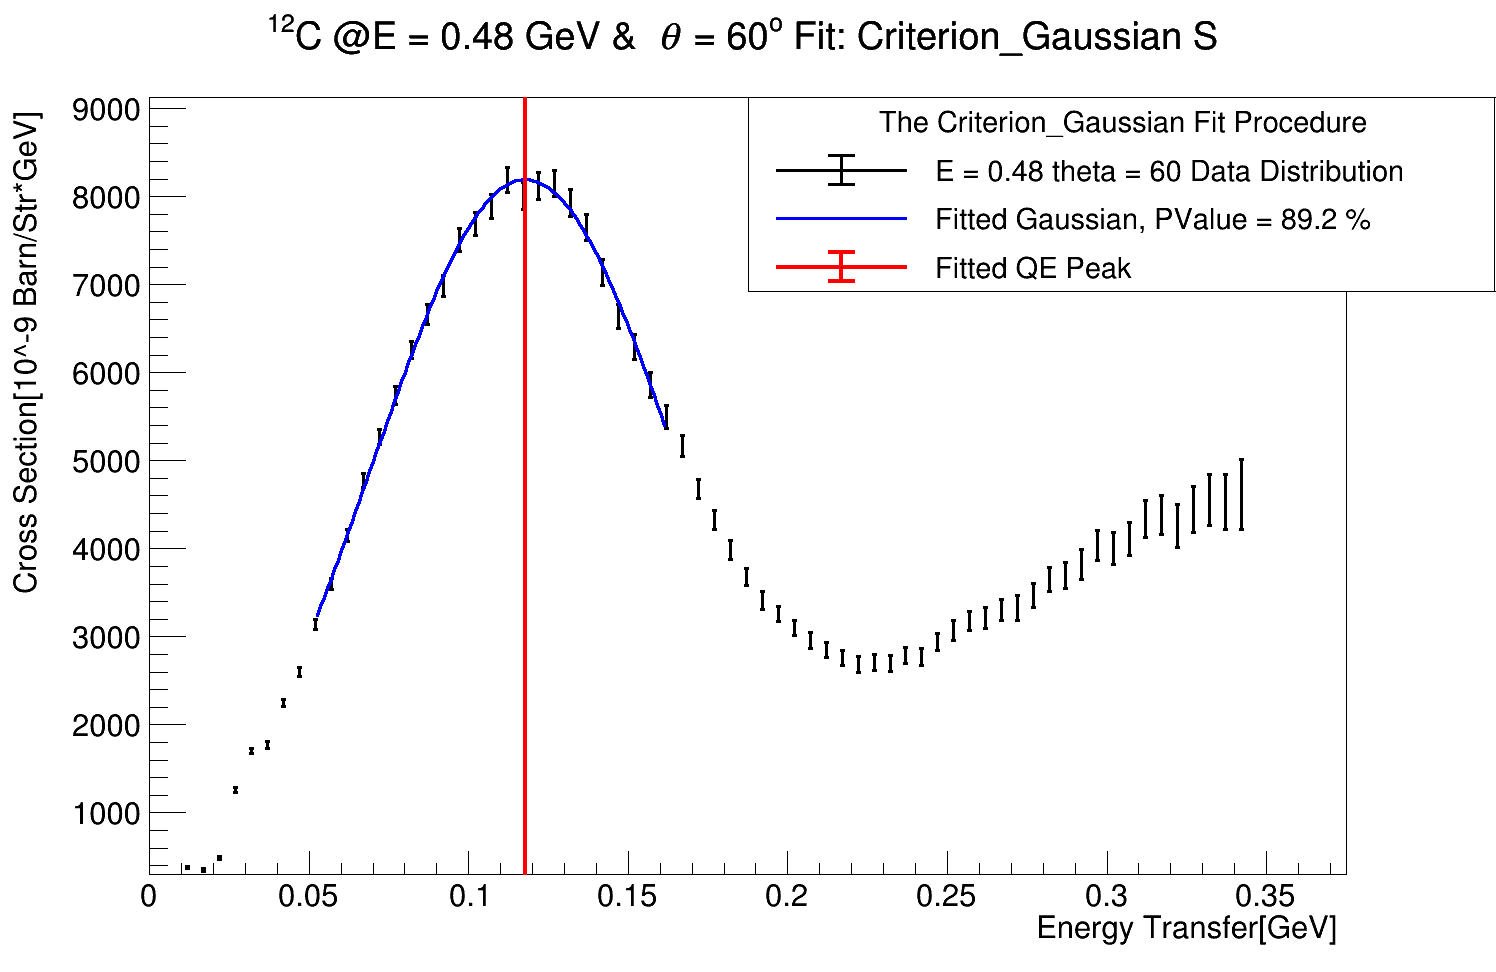 ¹²C @E = 0.48 GeV & θ = 60º Fit: Criterion_Gaussian S
Cross Section[10^-9 Barn/Str*GeV]
9000
8000
7000
6000
5000
4000
3000
2000
1000
The Criterion_Gaussian Fit Procedure
E = 0.48 theta = 60 Data Distribution
Fitted Gaussian, PValue = 89.2 %
Fitted QE Peak
0 0.05 0.1 0.15 0.2 0.25 0.3 0.35
Energy Transfer[GeV]